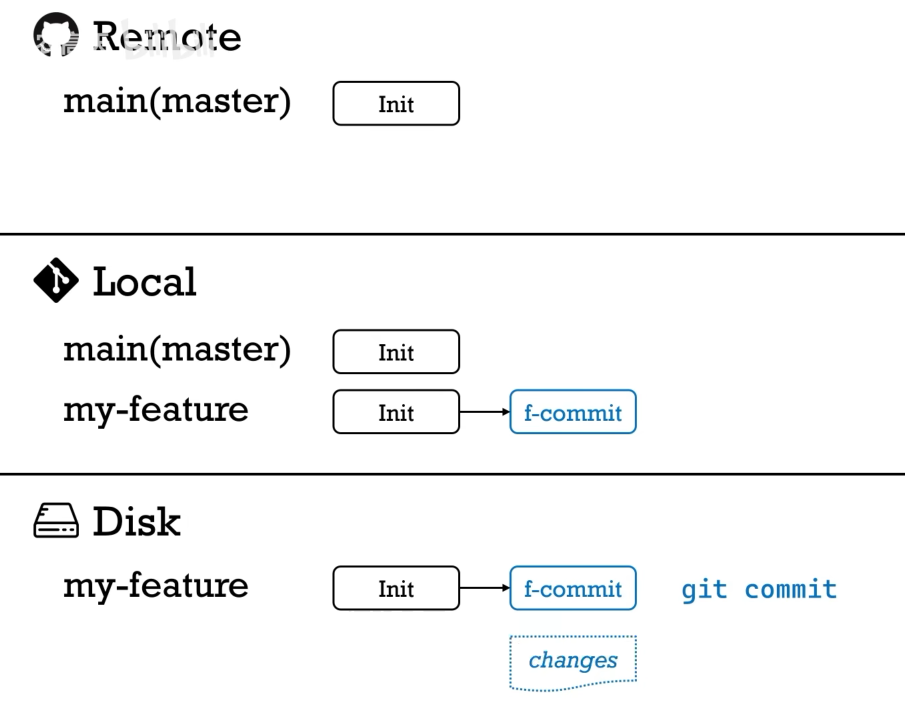 Remote
main(master) Init
Local
main(master) Init
my-feature Init f-commit
Disk
my-feature Init f-commit git commit
changes